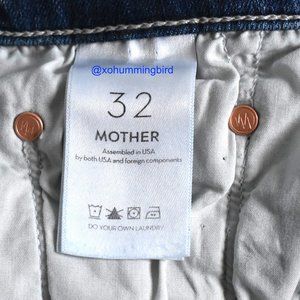 @xohummingbird
32
MOTHER
Assembled in USA
by both USA and foreign components
DO YOUR OWN LAUNDRY